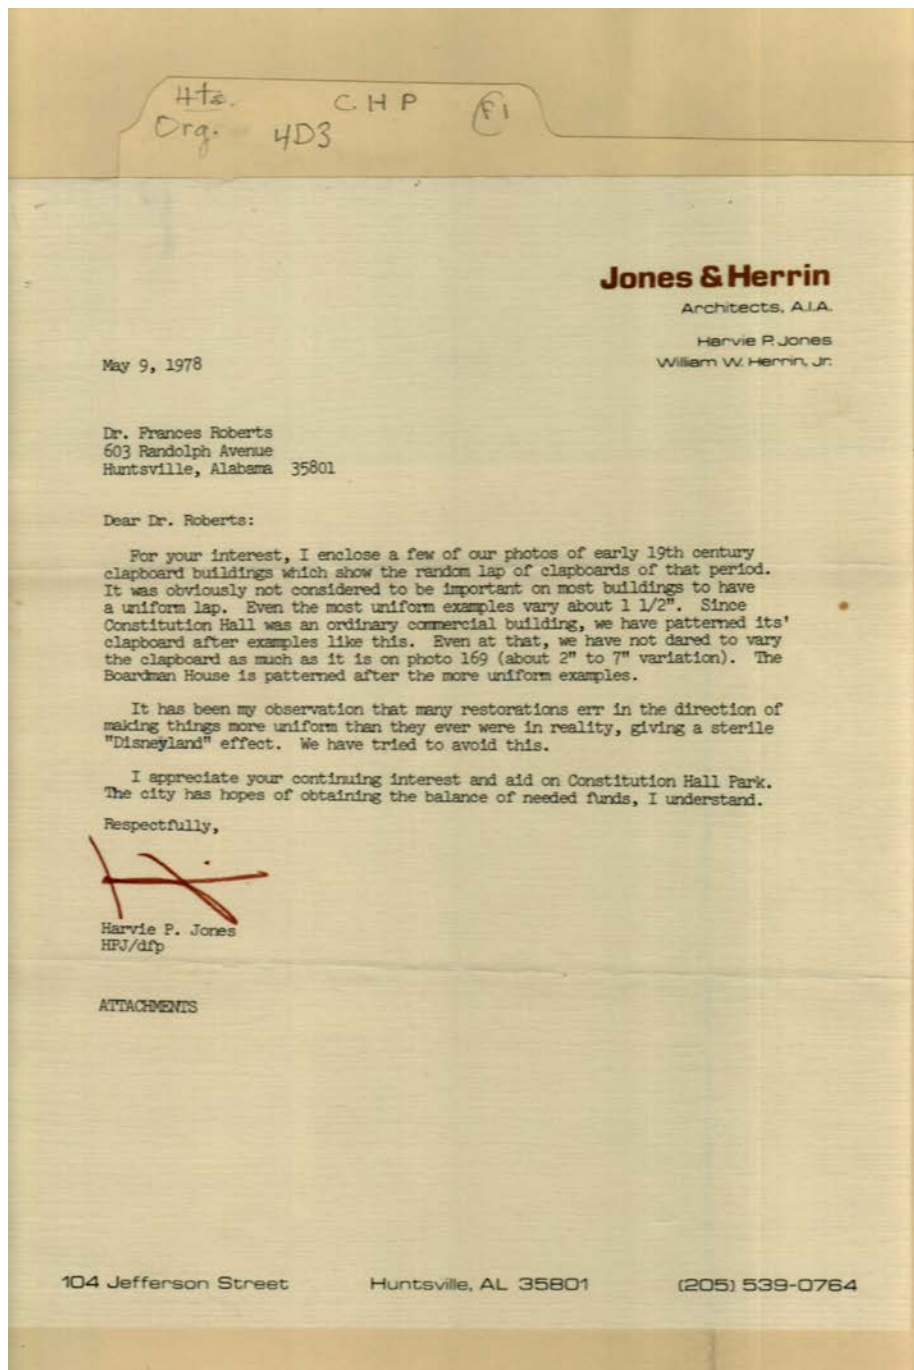 Hts. CHP F1
Org. 4D3
Jones & Herrin
Architects, A.I.A.
Harvie P. Jones
William W. Herrin, Jr.
May 9, 1978
Dr. Frances Roberts
603 Randolph Avenue
Huntsville, Alabama 35801
Dear Dr. Roberts:
For your interest, I enclose a few of our photos of early 19th century
clapboard buildings which show the random lap of clapboards of that period.
It was obviously not considered to be important on most buildings to have
a uniform lap. Even the most uniform examples vary about 1 1/2". Since
Constitution Hall was an ordinary commercial building, we have patterned its'
clapboard after examples like this. Even at that, we have not dared to vary
the clapboard as much as it is on photo 169 (about 2" to 7" variation). The
Boardman House is patterned after the more uniform examples.
It has been my observation that many restorations err in the direction of
making things more uniform than they ever were in reality, giving a sterile
"Disneyland" effect. We have tried to avoid this.
I appreciate your continuing interest and aid on Constitution Hall Park.
The city has hopes of obtaining the balance of needed funds, I understand.
Respectfully,
Harvie P. Jones
HPJ/dfp
ATTACHMENTS
104 Jefferson Street Huntsville, AL 35801 (205) 539-0764